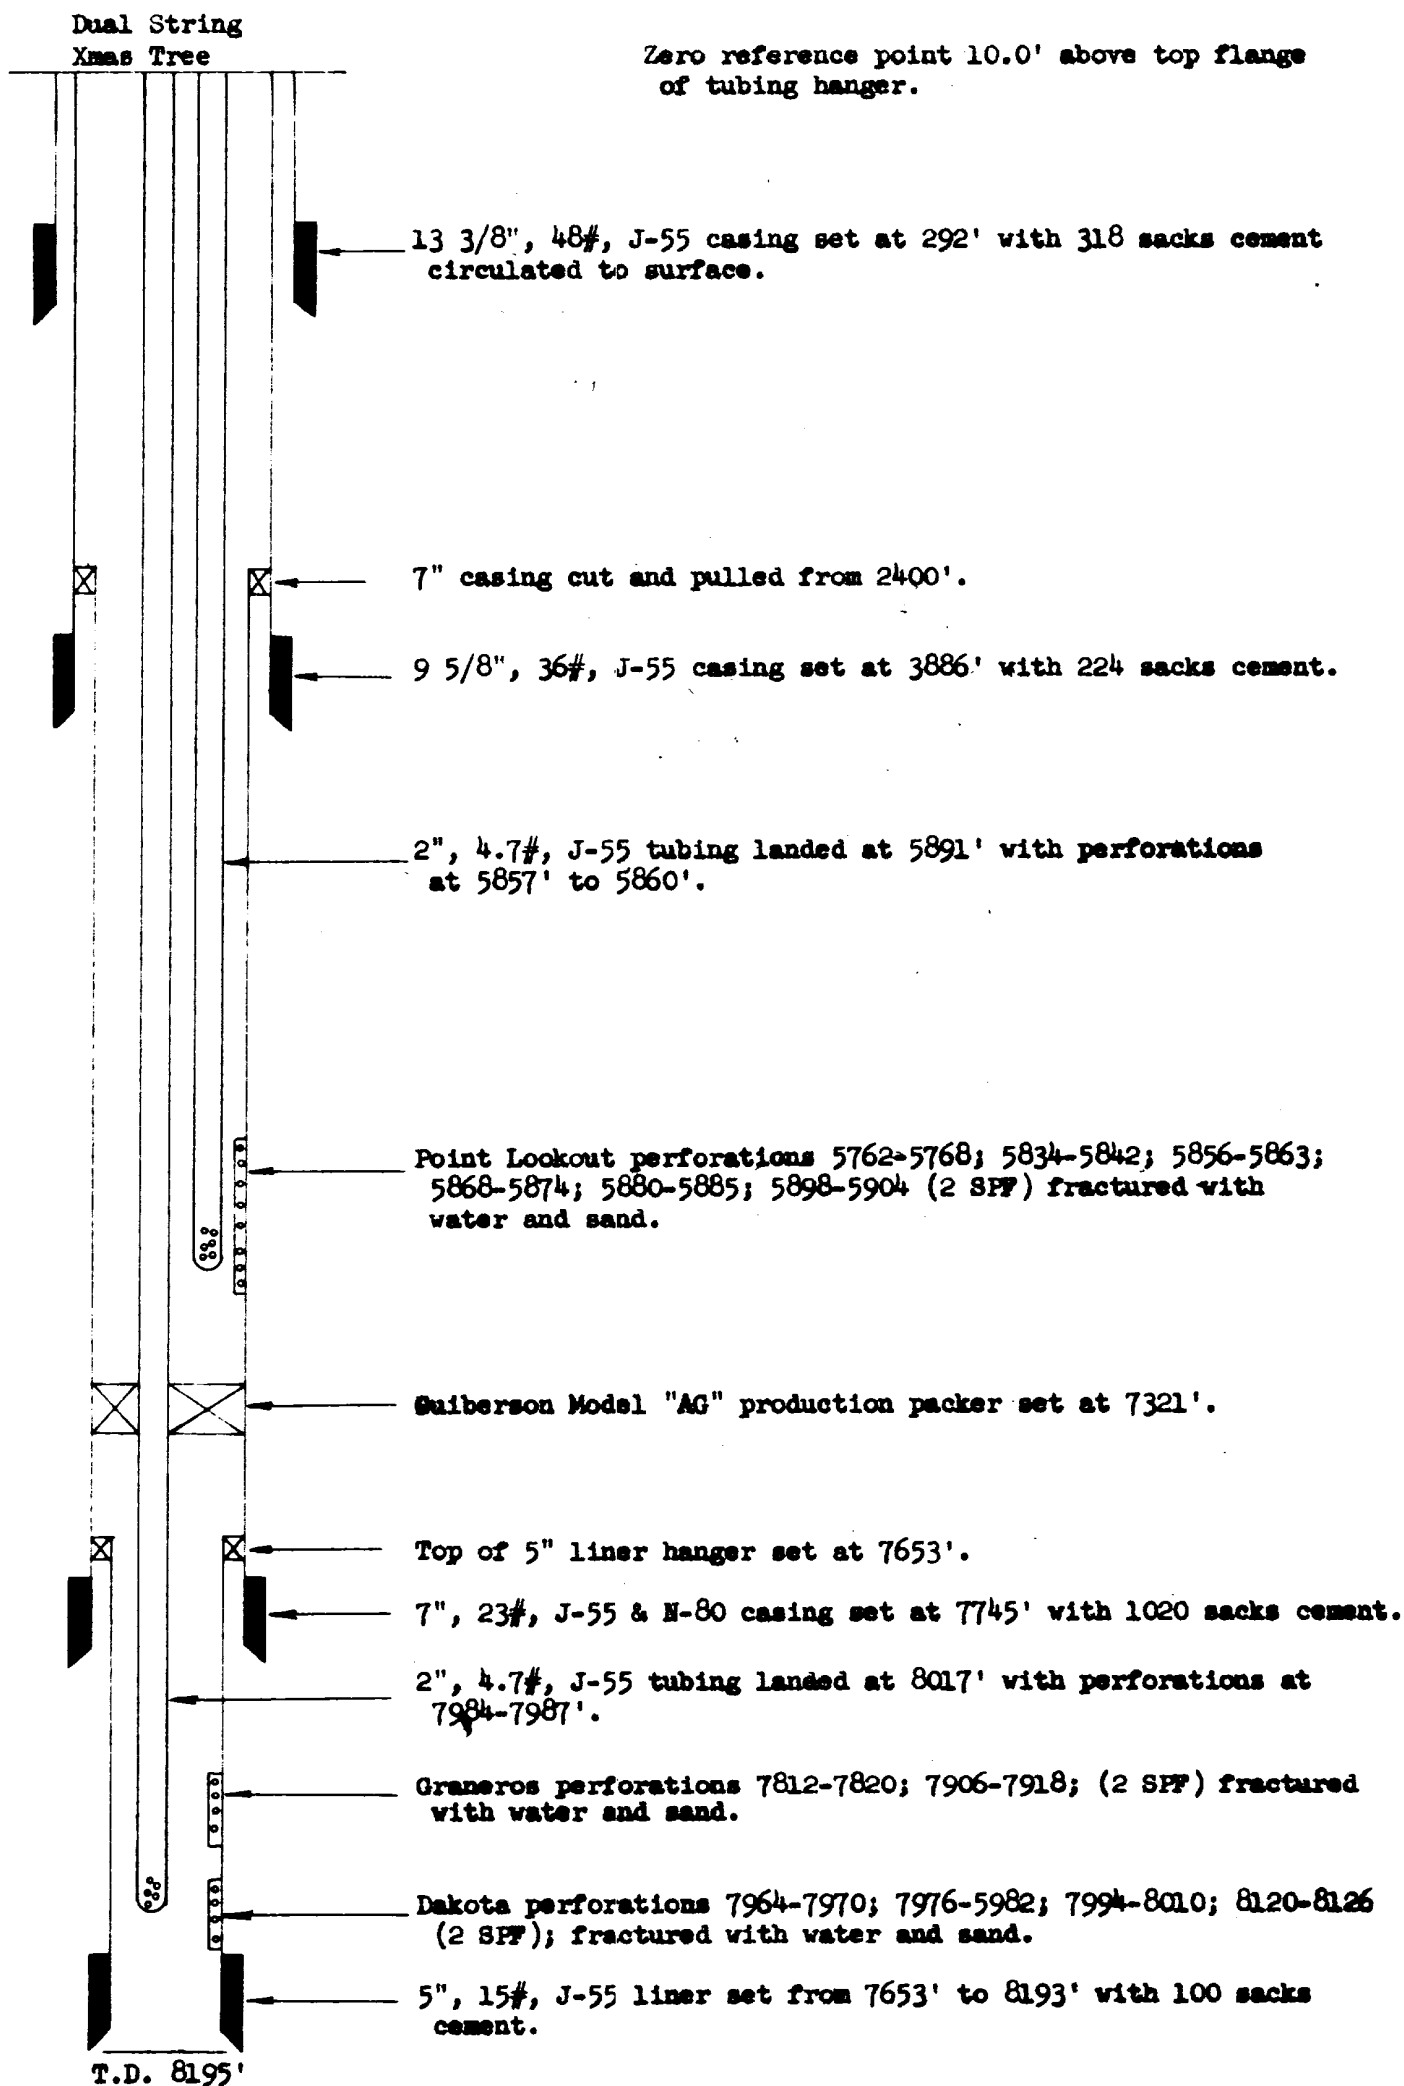 Dual String
Xmas Tree
Zero reference point 10.0' above top flange
of tubing hanger.
13 3/8", 48#, J-55 casing set at 292' with 318 sacks cement
circulated to surface.
7" casing cut and pulled from 2400'.
9 5/8", 36#, J-55 casing set at 3886' with 224 sacks cement.
2", 4.7#, J-55 tubing landed at 5891' with perforations
at 5857' to 5860'.
Point Lookout perforations 5762-5768; 5834-5842; 5856-5863;
5868-5874; 5880-5885; 5898-5904 (2 SPF) fractured with
water and sand.
Guiberson Model "AG" production packer set at 7321'.
Top of 5" liner hanger set at 7653'.
7", 23#, J-55 & N-80 casing set at 7745' with 1020 sacks cement.
2", 4.7#, J-55 tubing landed at 8017' with perforations at
7984-7987'.
Graneros perforations 7812-7820; 7906-7918; (2 SPF) fractured
with water and sand.
Dakota perforations 7964-7970; 7976-5982; 7994-8010; 8120-8126
(2 SPF); fractured with water and sand.
5", 15#, J-55 liner set from 7653' to 8193' with 100 sacks
cement.
T.D. 8195'